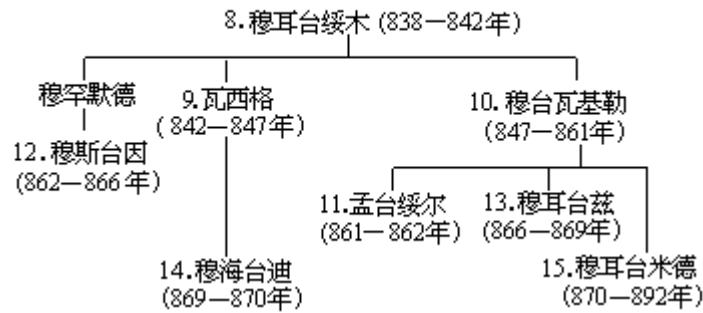 8.穆耳台绥木 (838—842年)
穆罕默德
9.瓦西格
(842—847年)
10.穆台瓦基勒
(847—861年)
12.穆斯台因
(862—866年)
11.孟台绥尔
(861—862年)
13.穆耳台兹
(866—869年)
14.穆海台迪
(869—870年)
15.穆耳台米德
(870—892年)